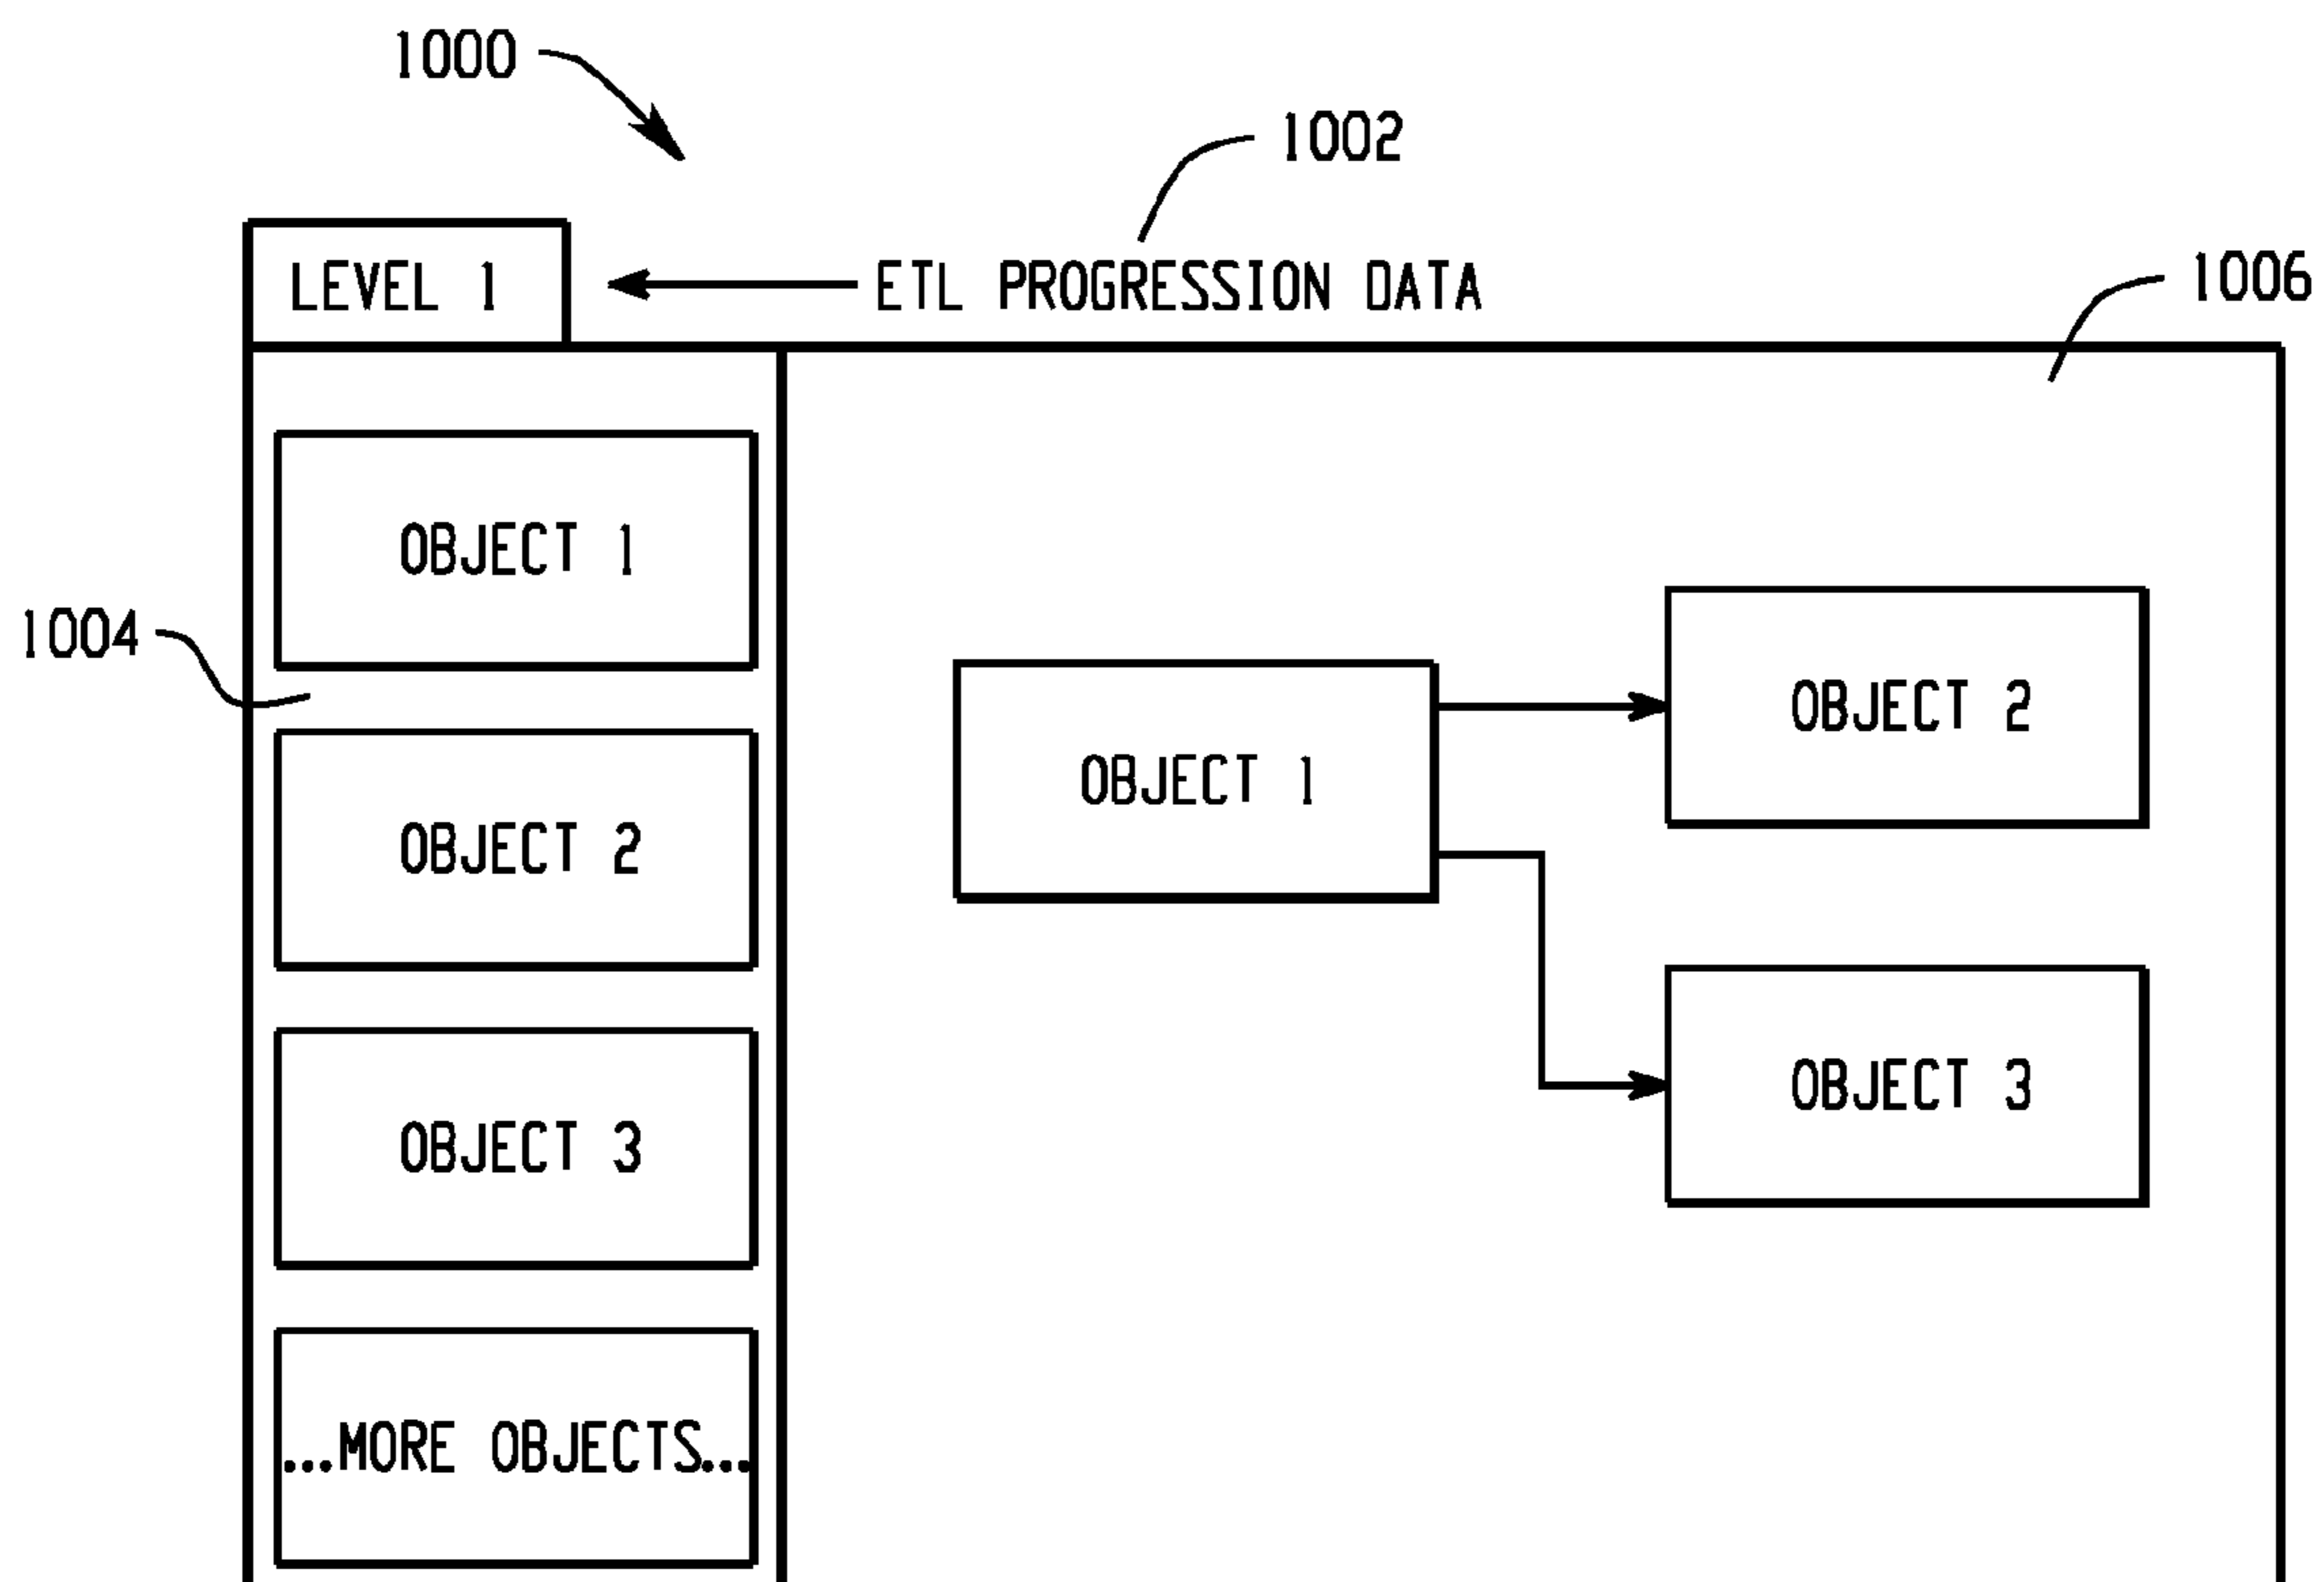 1000
1002
LEVEL 1
ETL PROGRESSION DATA
1006
OBJECT 1
1004
OBJECT 2
OBJECT 3
...MORE OBJECTS...
OBJECT 1
OBJECT 2
OBJECT 3